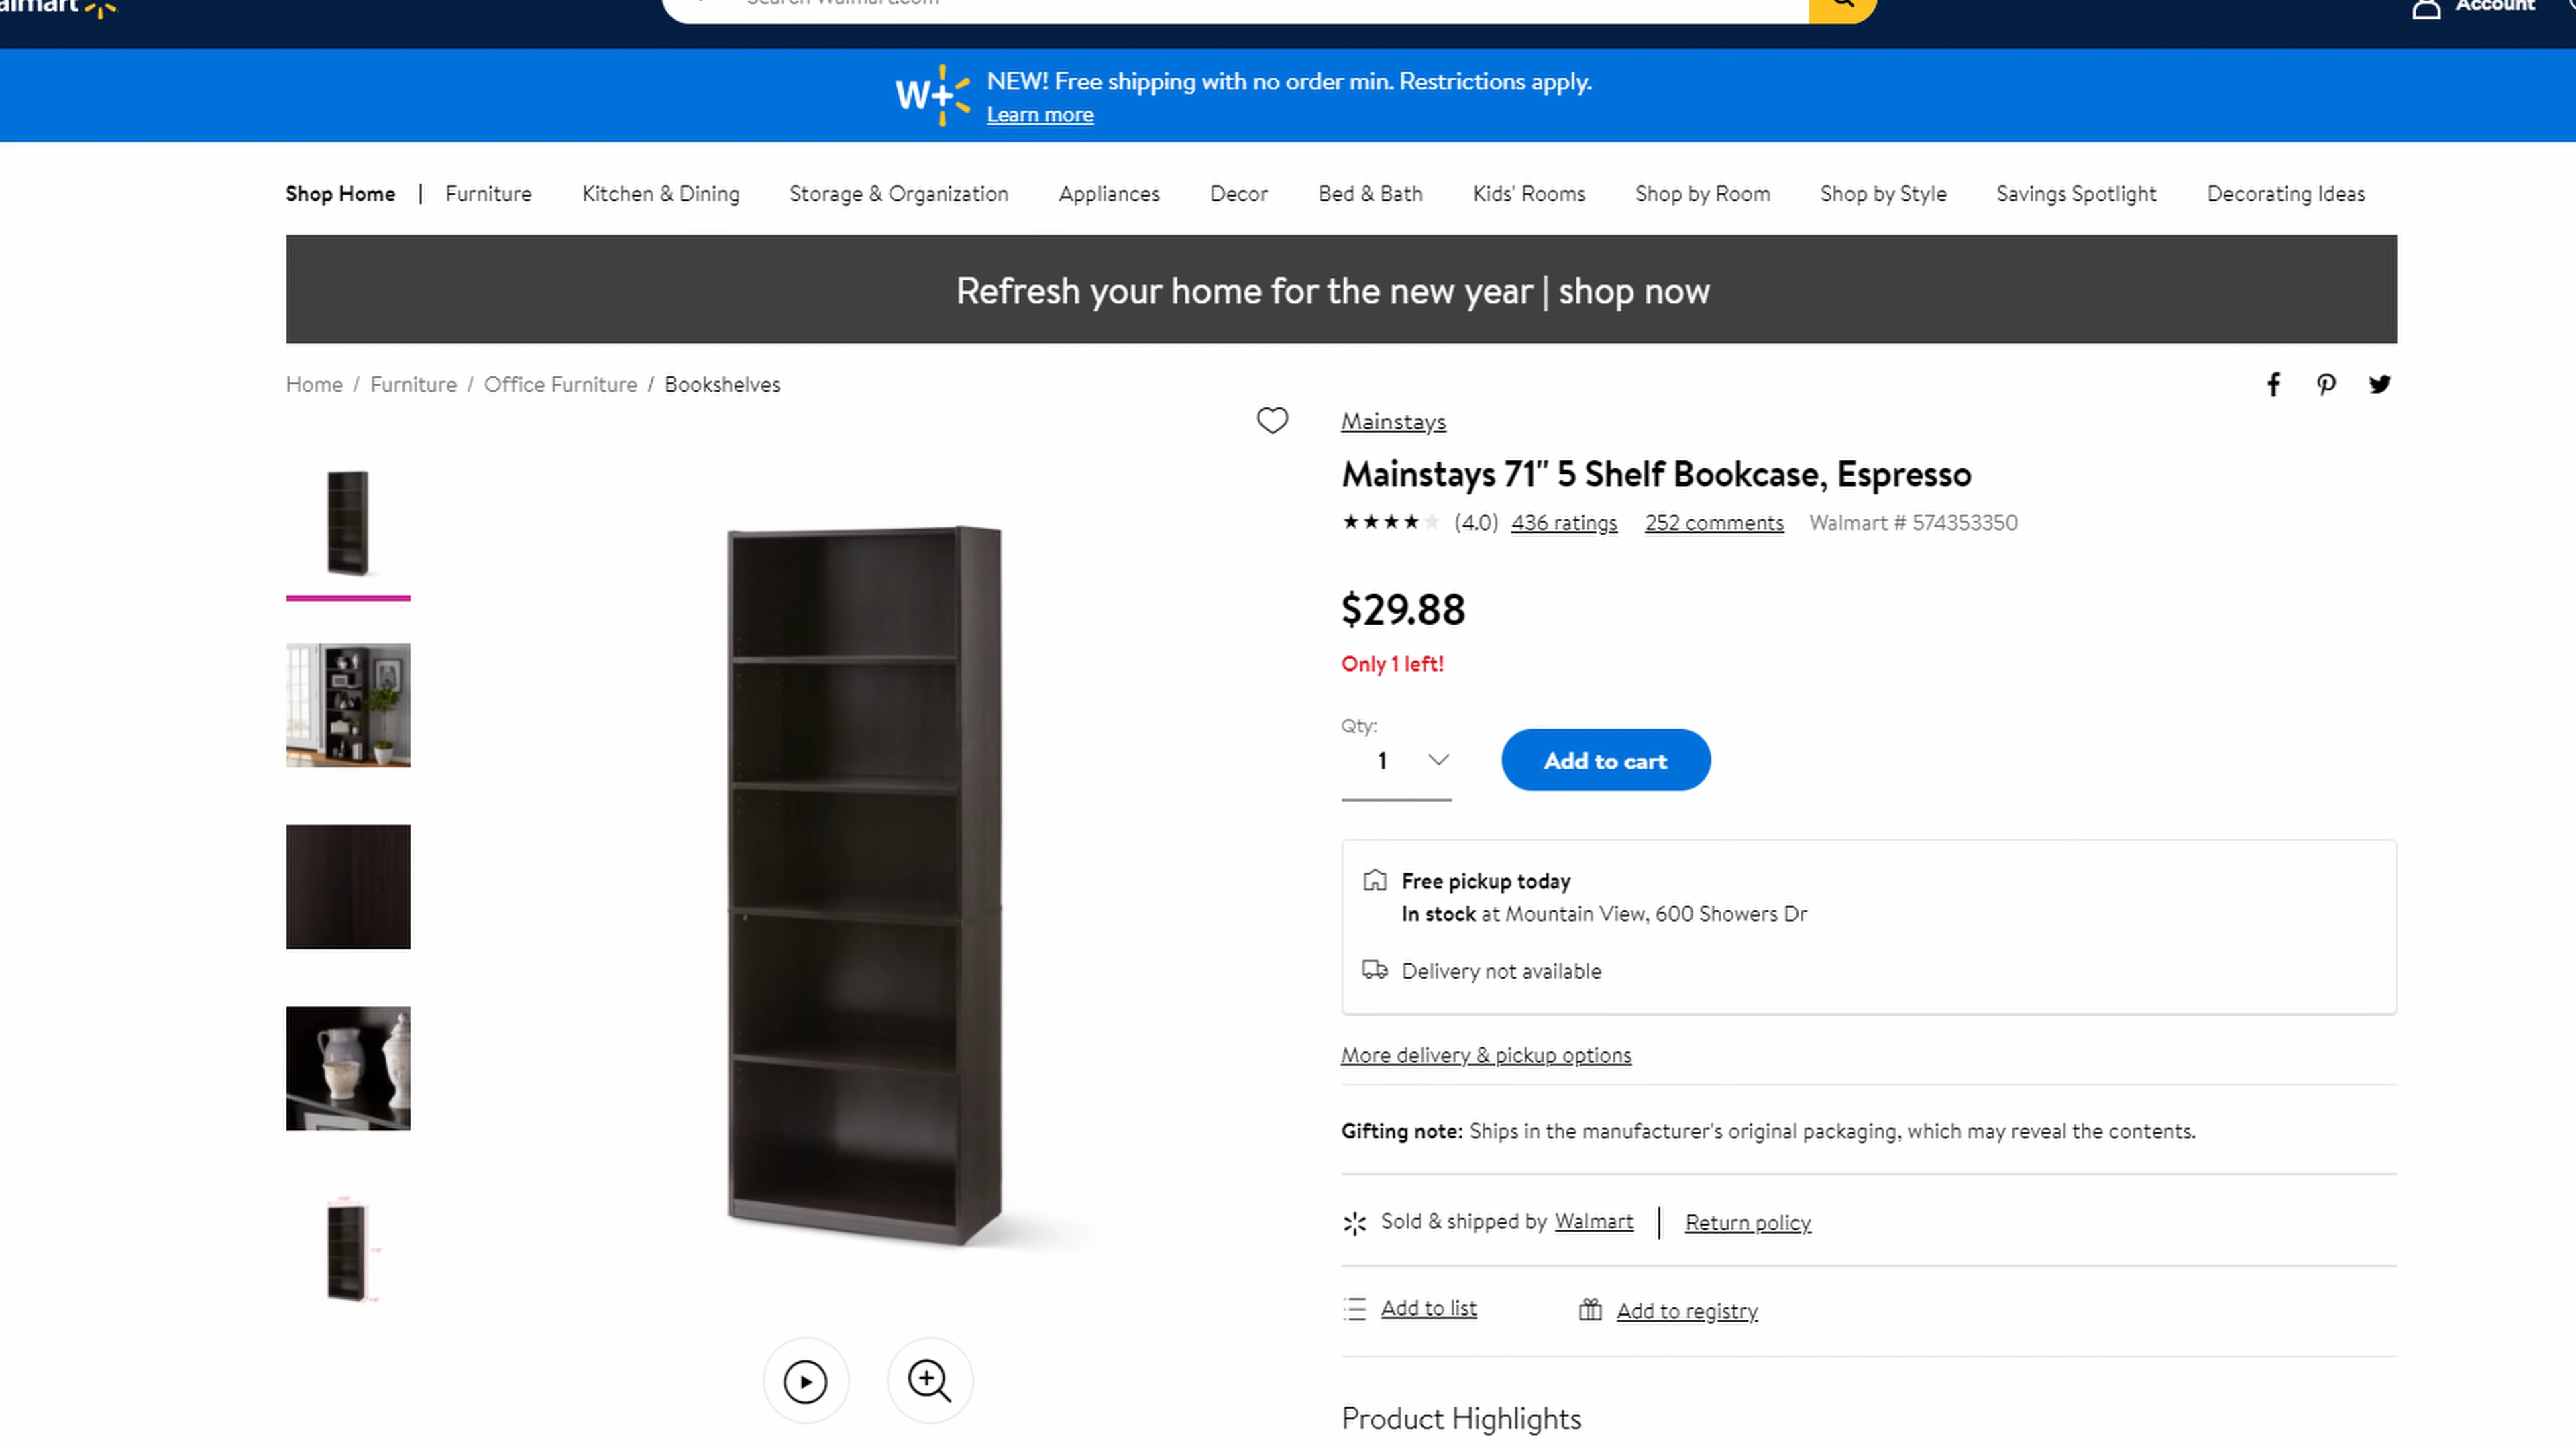 Account
W+ NEW! Free shipping with no order min. Restrictions apply.
Learn more
Shop Home | Furniture Kitchen & Dining Storage & Organization Appliances Decor Bed & Bath Kids' Rooms Shop by Room Shop by Style Savings Spotlight Decorating Ideas
Refresh your home for the new year | shop now
Home / Furniture / Office Furniture / Bookshelves
Mainstays
Mainstays 71" 5 Shelf Bookcase, Espresso
(4.0) 436 ratings 252 comments Walmart # 574353350
$29.88
Only 1 left!
Qty:
1
Add to cart
Free pickup today
In stock at Mountain View, 600 Showers Dr
Delivery not available
More delivery & pickup options
Gifting note: Ships in the manufacturer's original packaging, which may reveal the contents.
Sold & shipped by Walmart | Return policy
Add to list Add to registry
Product Highlights